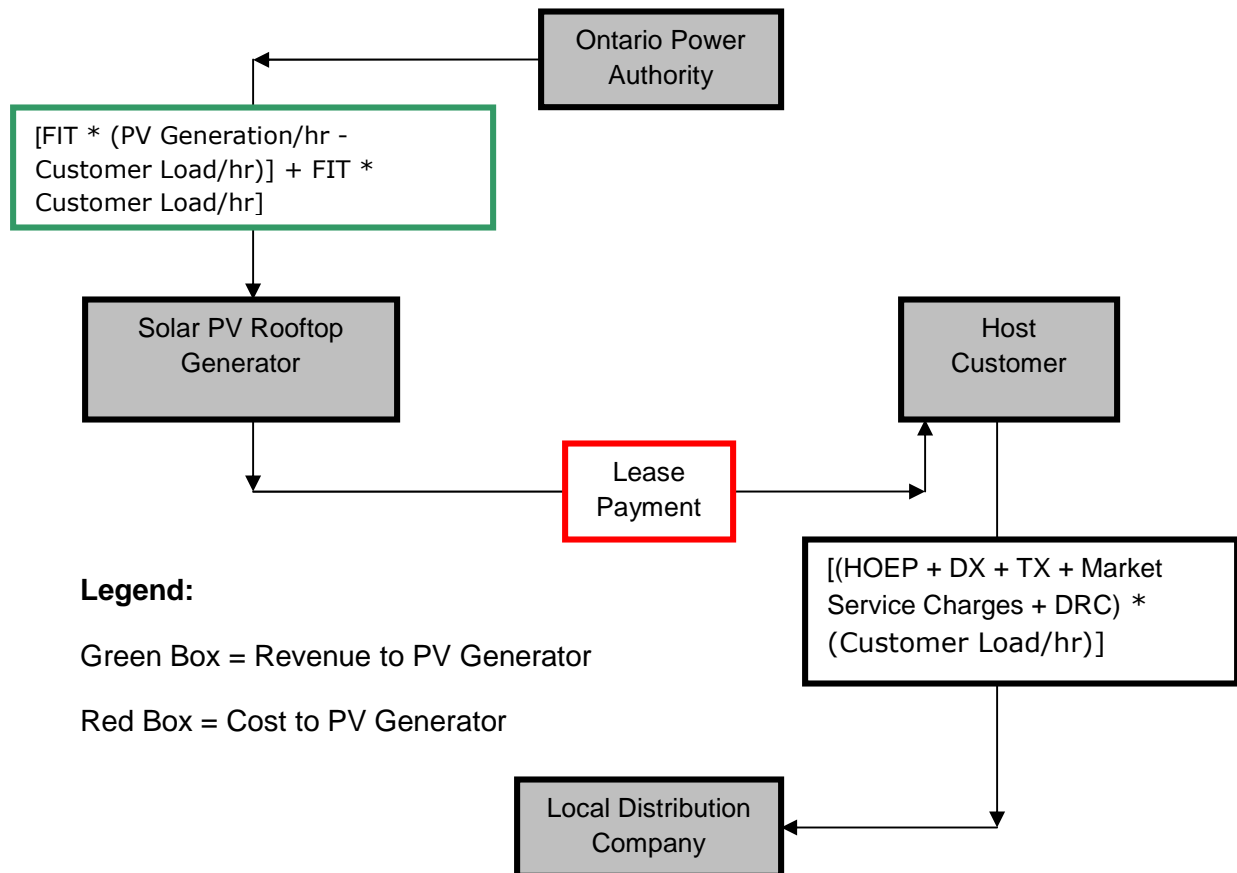 Ontario Power
Authority
[FIT * (PV Generation/hr -
Customer Load/hr)] + FIT *
Customer Load/hr]
Solar PV Rooftop
Generator
Host
Customer
Lease
Payment
[(HOEP + DX + TX + Market
Service Charges + DRC) *
(Customer Load/hr)]
Legend:
Green Box = Revenue to PV Generator
Red Box = Cost to PV Generator
Local Distribution
Company